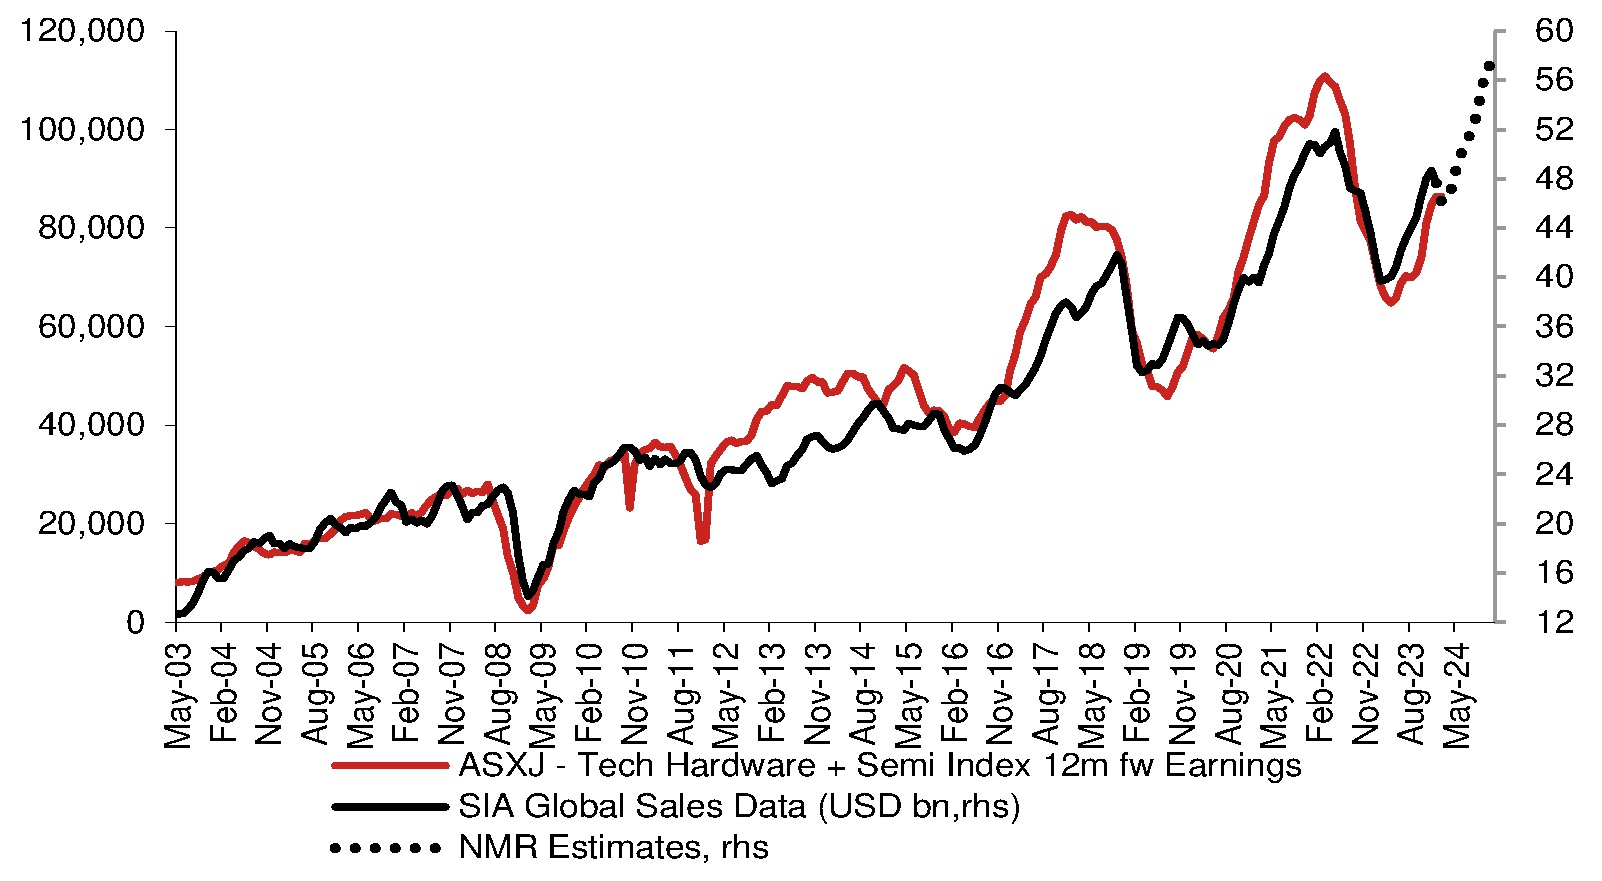 120,000
100,000
80,000
60,000
40,000
20,000
0
60
56
52
48
44
40
36
32
28
24
20
16
12
May-03
Feb-04
Nov-04
Aug-05
May-06
Feb-07
Nov-07
Aug-08
May-09
Feb-10
Nov-10
Aug-11
May-12
Feb-13
Nov-13
Aug-14
May-15
Feb-16
Nov-16
Aug-17
May-18
Feb-19
Nov-19
Aug-20
May-21
Feb-22
Nov-22
Aug-23
May-24
ASXJ - Tech Hardware + Semi Index 12m fw Earnings
SIA Global Sales Data (USD bn,rhs)
NMR Estimates, rhs